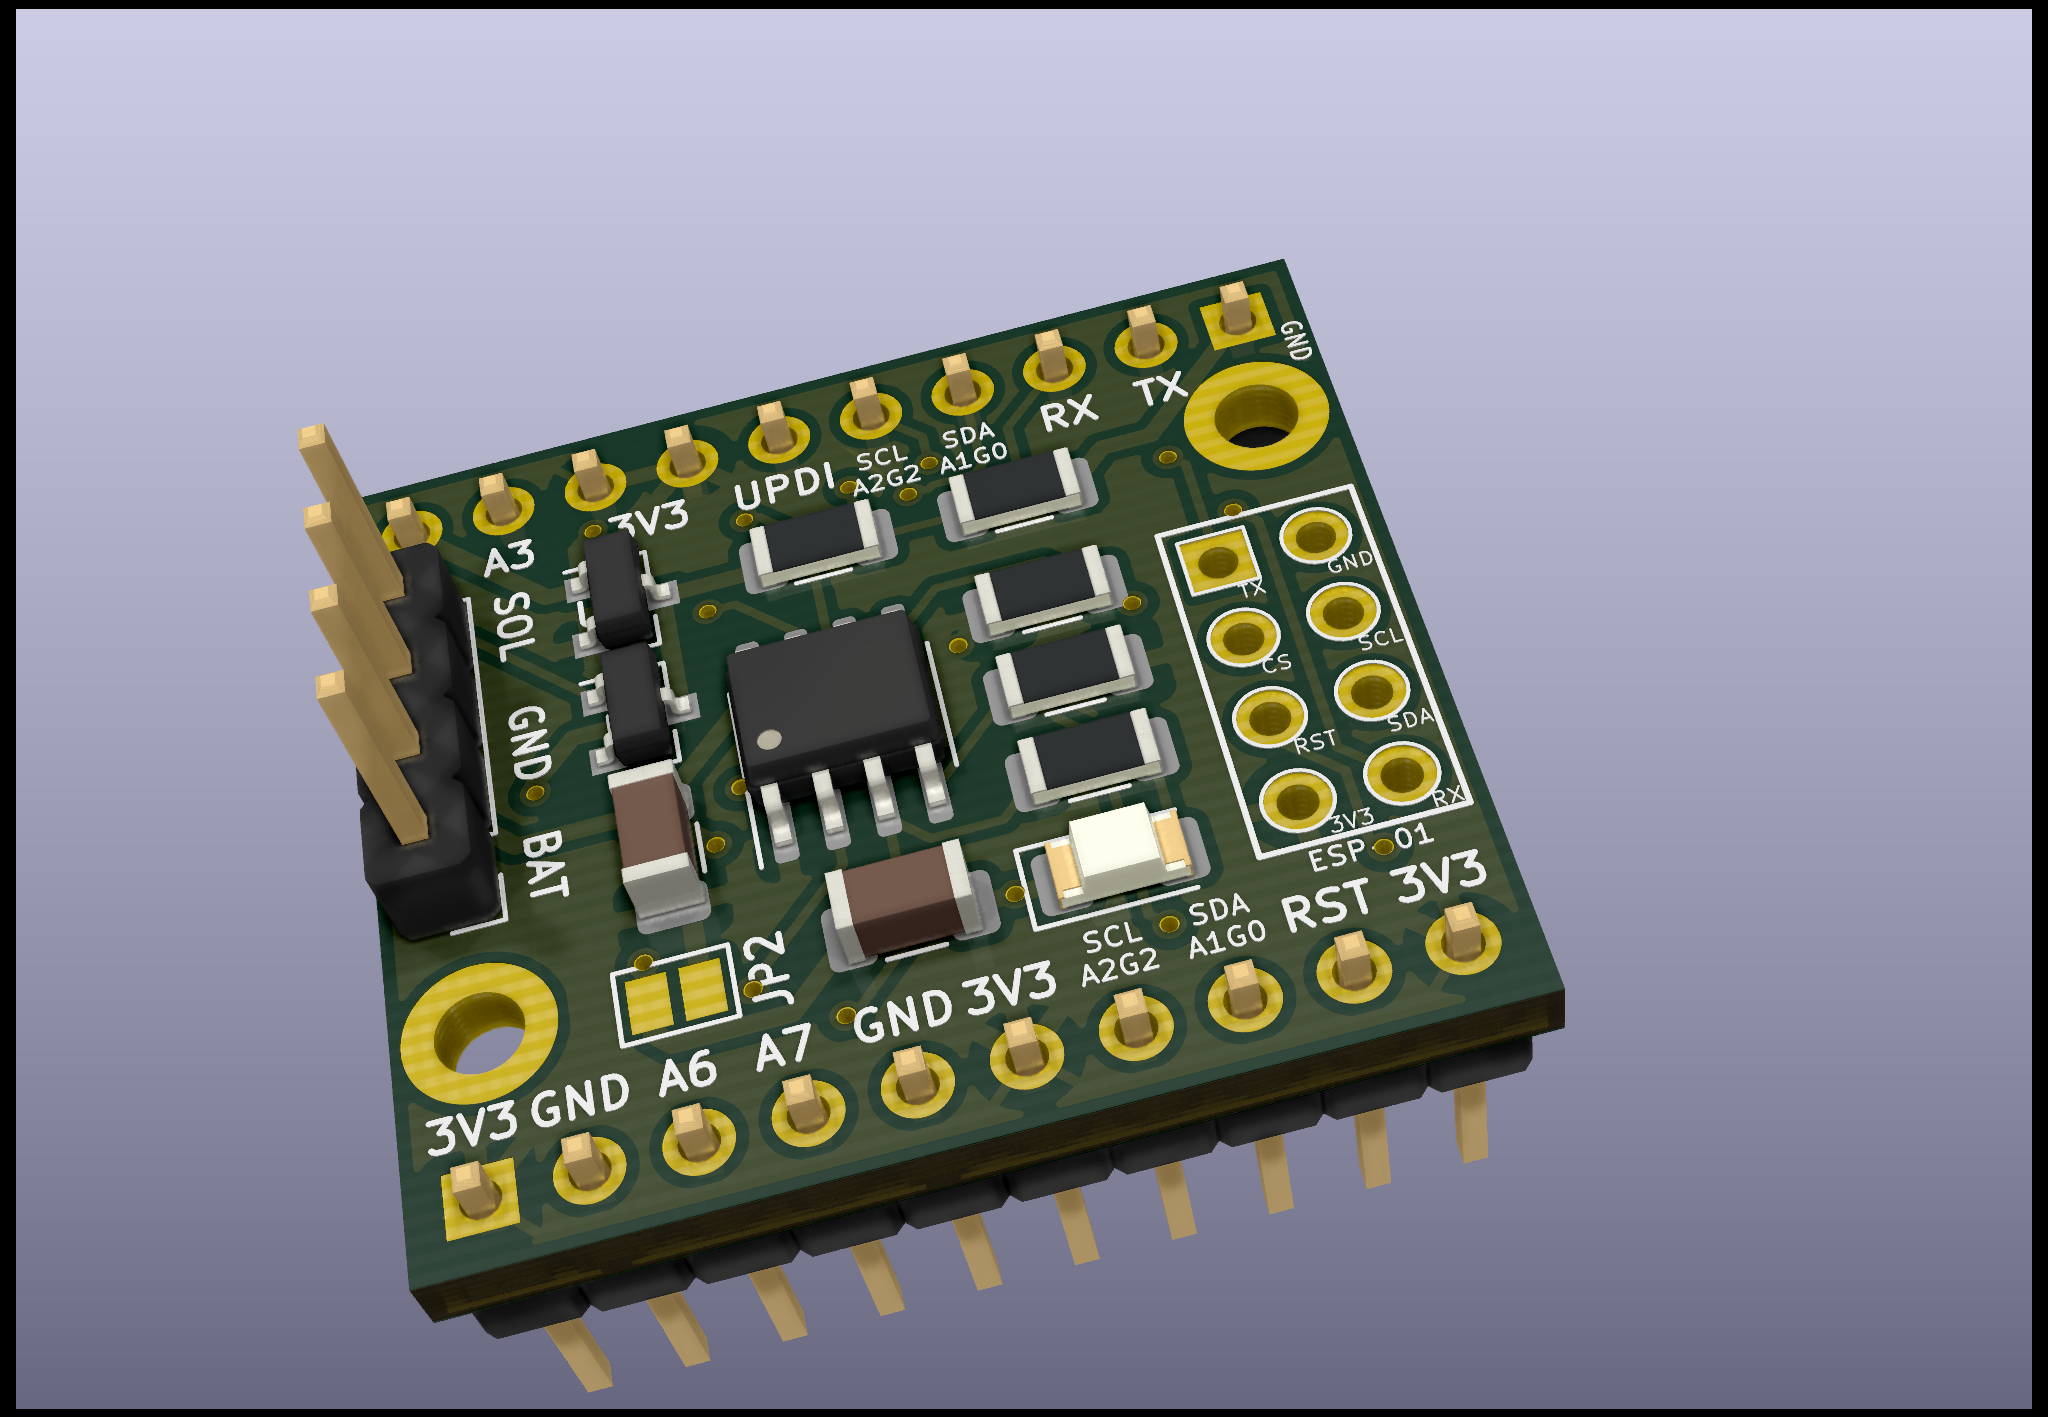 GND
TX
RX
SDA
A1G0
SCL
A2G2
UPDI
3V3
A3
SOL
GND
BAT
TX
GND
CS
SCL
RST
SDA
3V3
RX
ESP-01
JP2
3V3
GND
A6
A7
GND
3V3
SCL
A2G2
SDA
A1G0
RST
3V3